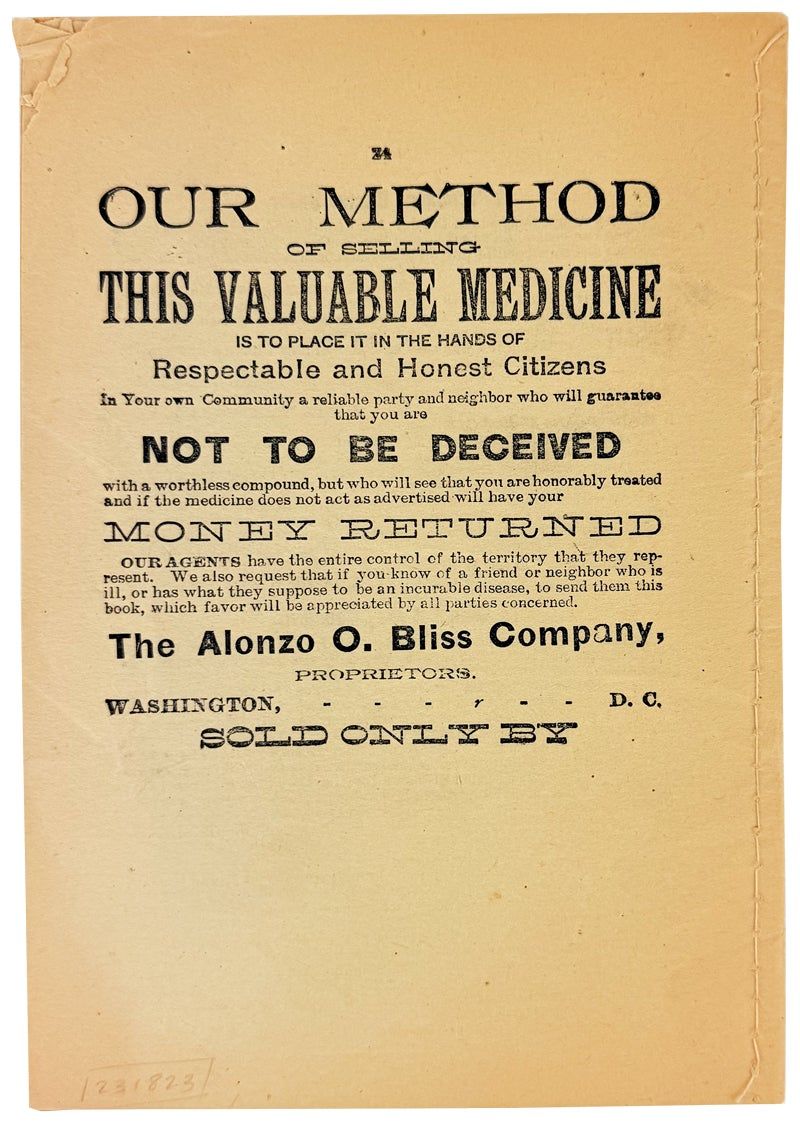 24
OUR METHOD
OF SELLING
THIS VALUABLE MEDICINE
IS TO PLACE IT IN THE HANDS OF
Respectable and Honest Citizens
In Your own Community a reliable party and neighbor who will guarantee
that you are
NOT TO BE DECEIVED
with a worthless compound, but who will see that you are honorably treated
and if the medicine does not act as advertised will have your
MONEY RETURNED
OUR AGENTS have the entire control of the territory that they rep-
resent. We also request that if you know of a friend or neighbor who is
ill, or has what they suppose to be an incurable disease, to send them this
book, which favor will be appreciated by all parties concerned.
The Alonzo O. Bliss Company,
PROPRIETORS.
WASHINGTON, - - - r - - D. C.
SOLD ONLY BY
231823